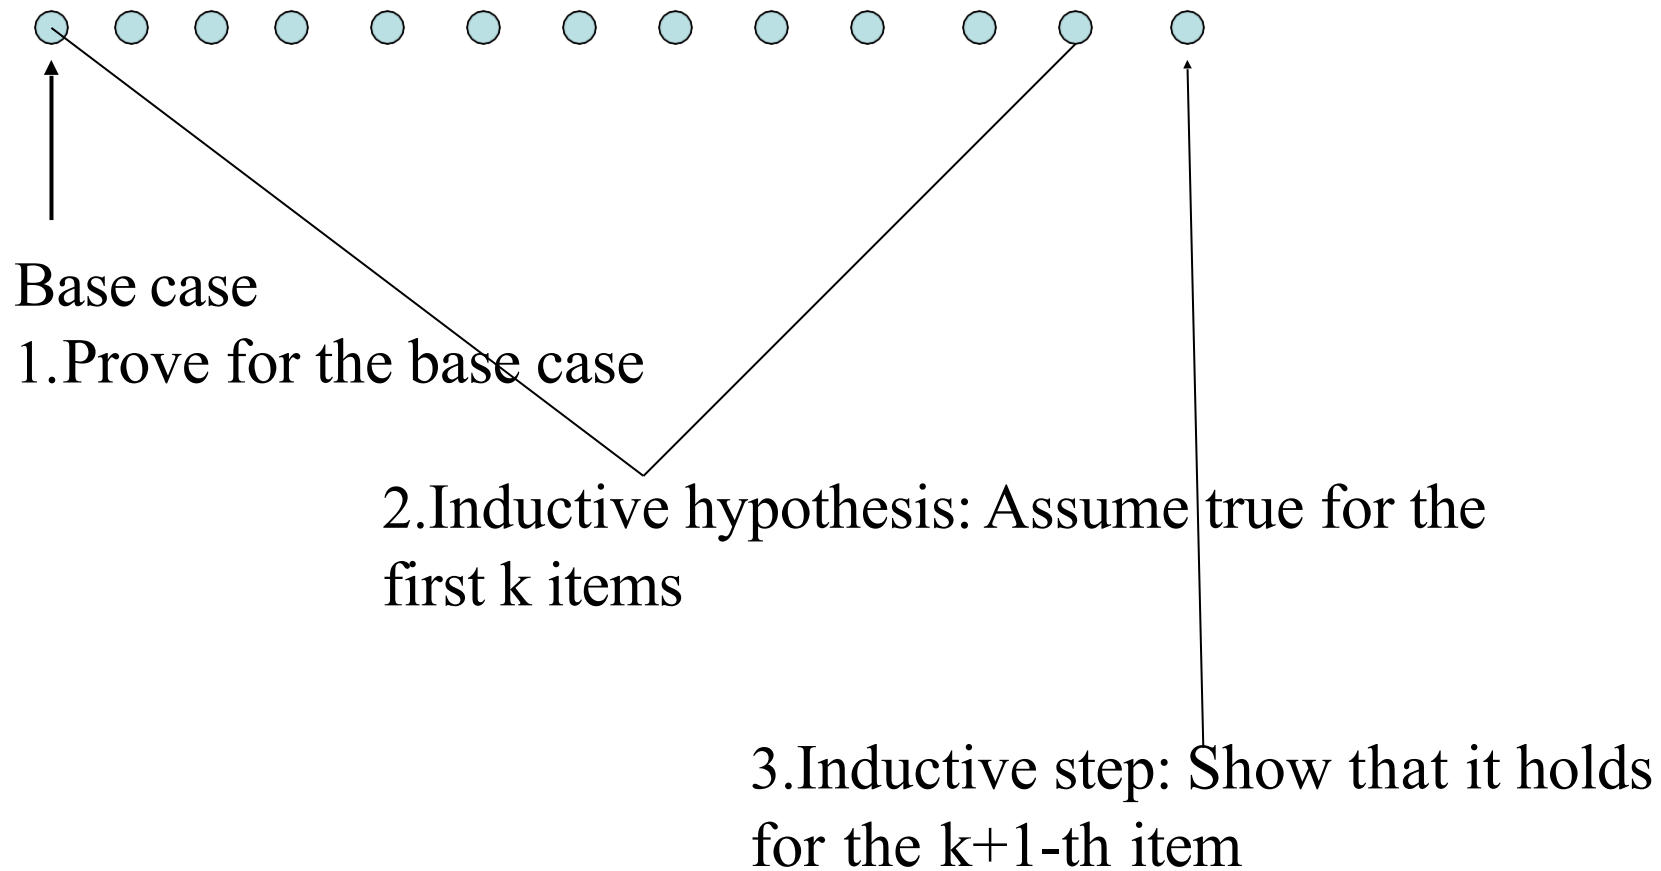 Base case
1.Prove for the base case
2.Inductive hypothesis: Assume true for the
first k items
3.Inductive step: Show that it holds
for the k+1-th item